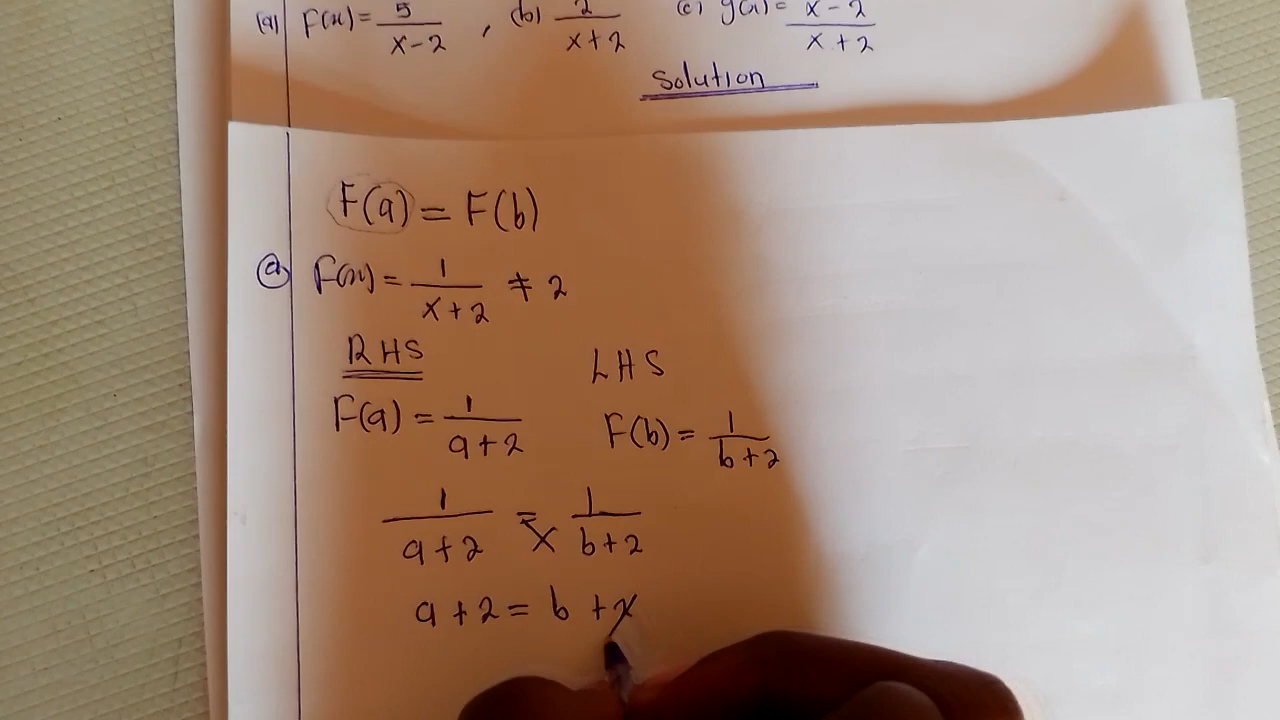 (a) F(x) = 5/(x-2) , (b) 2/(x+2) (c) g(x) = (x-2)/(x+2)
Solution
F(a) = F(b)
(a) F(x) = 1/(x+2) ≠ 2
RHS LHS
F(a) = 1/(a+2) F(b) = 1/(b+2)
1/(a+2) = 1/(b+2)
a + 2 = b + 2